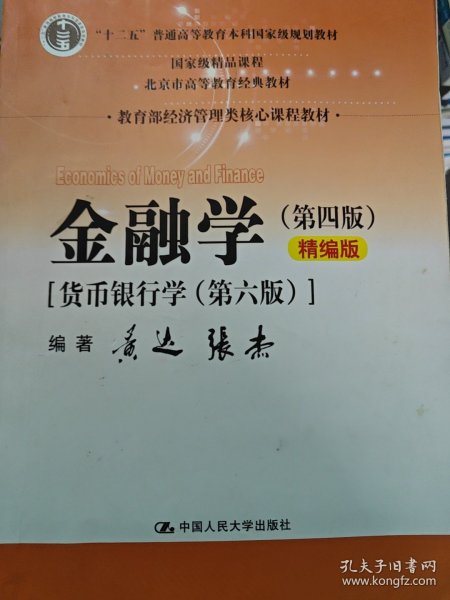 十二五
“十二五”普通高等教育本科国家级规划教材
国家级精品课程
北京市高等教育经典教材
·教育部经济管理类核心课程教材·
Economics of Money and Finance
金融学（第四版）
精编版
［货币银行学（第六版）］
编著 黄达 張杰
中国人民大学出版社
孔夫子旧书网
www.kongfz.com